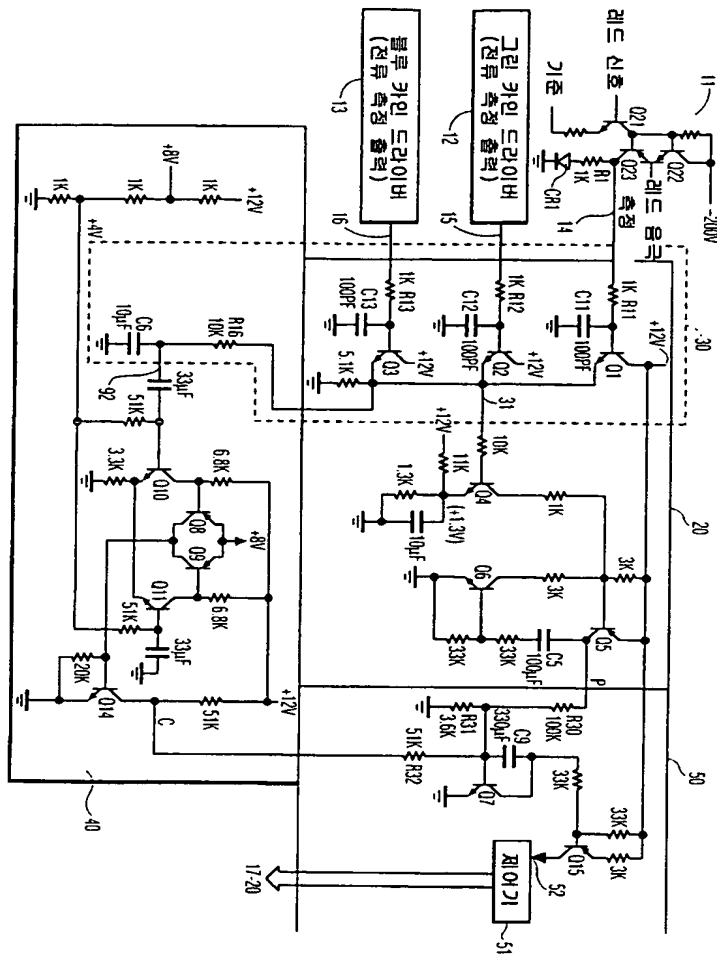 11
레드 신호
기준
Q21
Q22
Q23
~200V
레드 음극
측정
R1
1K
CR1
14
그린 카인 드라이버
(전류 측정 출력)
12
15
블루 카인 드라이버
(전류 측정 출력)
13
16
30
+12V
1K R11
C11
100PF
Q1
1K R12
C12
100PF
+12V
Q2
1K R13
C13
100PF
+12V
Q3
5.1K
31
R16
10K
C6
10µF
92
33µF
+4V
+8V
+12V
1K
1K
1K
51K
3.3K
Q10
6.8K
Q8
Q9
+8V
Q11
6.8K
51K
33µF
20K
Q14
51K
+12V
C
40
20
10K
+12V
11K
Q4
1.3K
(+1.3V)
10µF
1K
3K
3K
Q6
33K
33K
C5
100µF
Q5
P
50
R30
100K
R31
3.6K
330µF
C9
Q7
51K
R32
33K
33K
3K
Q15
52
제어기
51
17-20